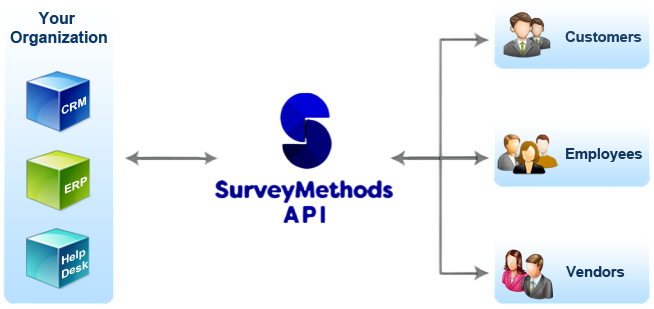 Your
Organization
CRM
ERP
Help
Desk
SurveyMethods
API
Customers
Employees
Vendors